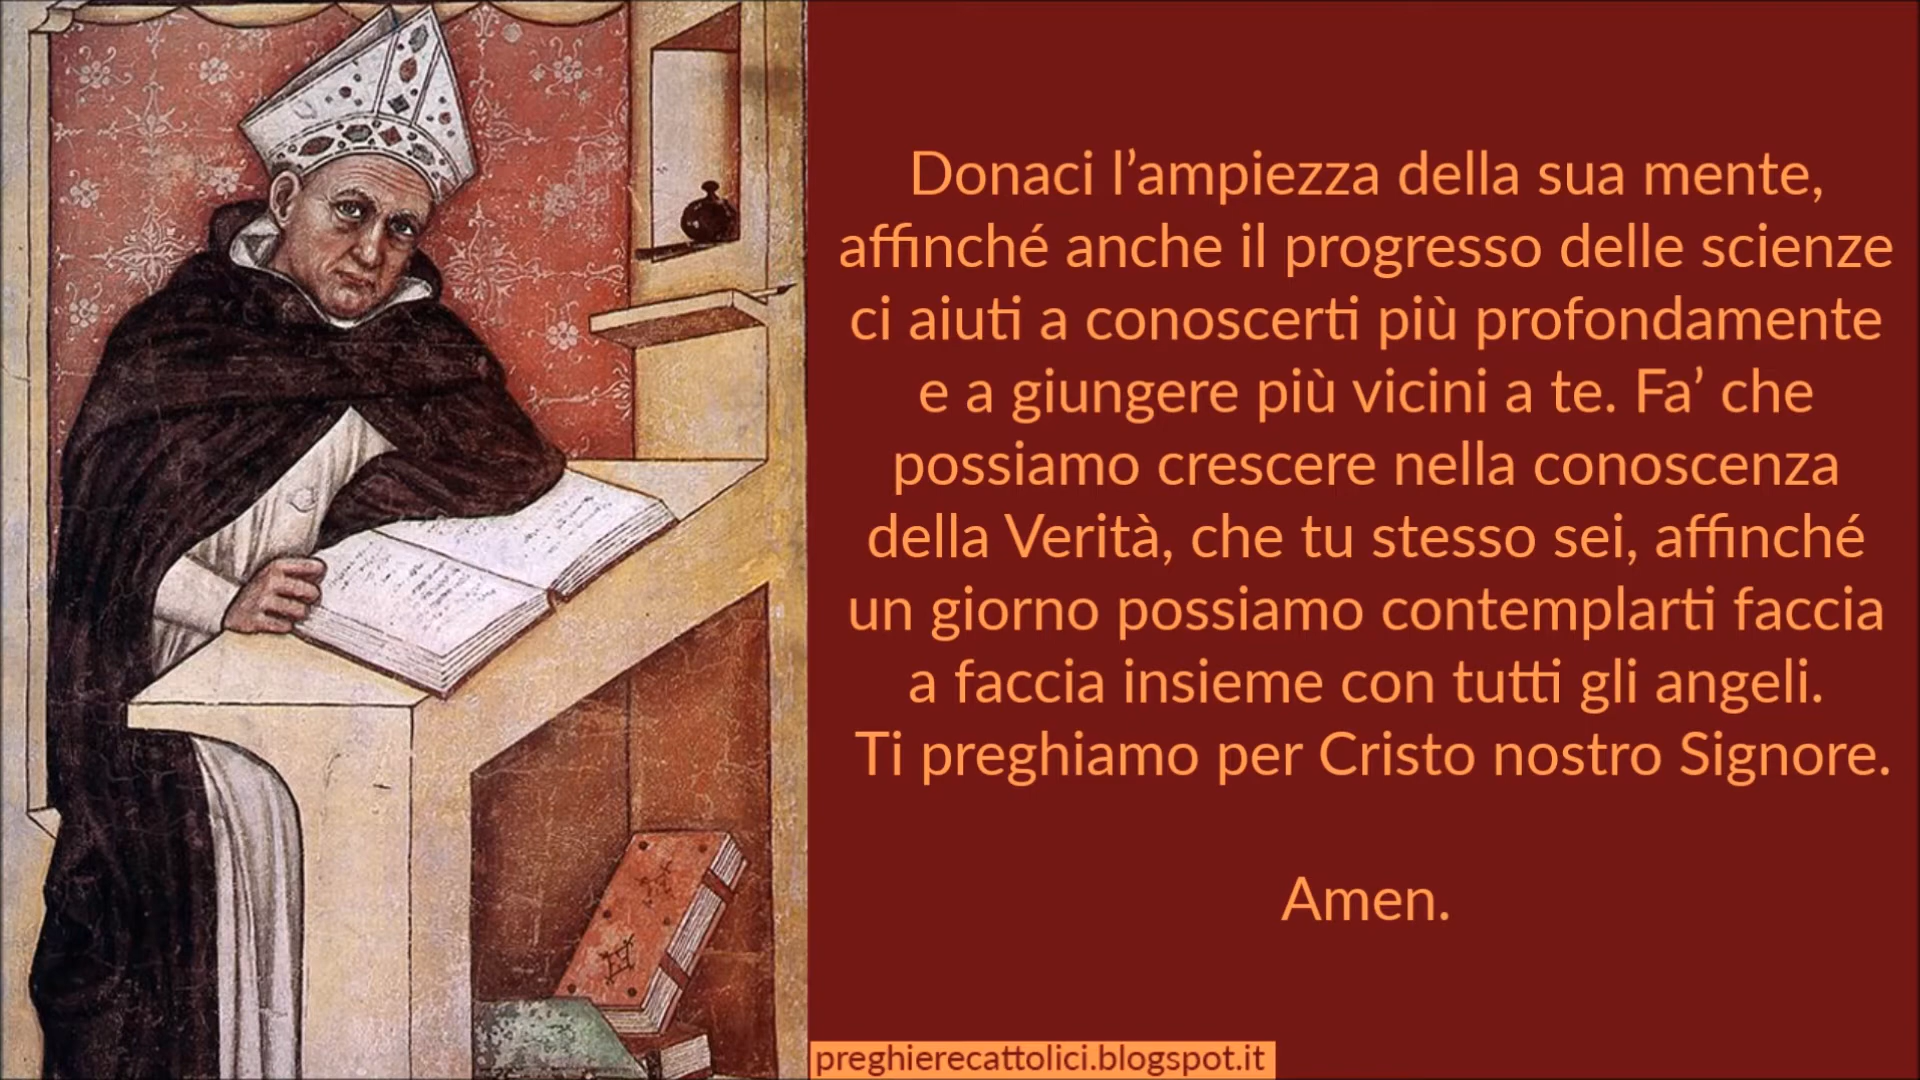 Donaci l’ampiezza della sua mente,
affinché anche il progresso delle scienze
ci aiuti a conoscerti più profondamente
e a giungere più vicini a te. Fa’ che
possiamo crescere nella conoscenza
della Verità, che tu stesso sei, affinché
un giorno possiamo contemplarti faccia
a faccia insieme con tutti gli angeli.
Ti preghiamo per Cristo nostro Signore.
Amen.
preghierecattolici.blogspot.it